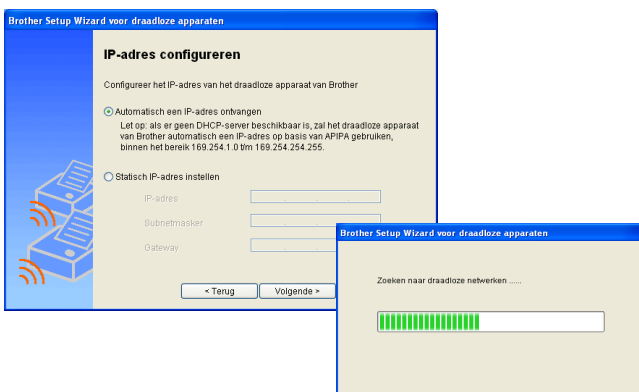 Brother Setup Wizard voor draadloze apparaten
IP-adres configureren
Configureer het IP-adres van het draadloze apparaat van Brother
Automatisch een IP-adres ontvangen
Let op: als er geen DHCP-server beschikbaar is, zal het draadloze apparaat
van Brother automatisch een IP-adres op basis van APIPA gebruiken,
binnen het bereik 169.254.1.0 t/m 169.254.254.255.
Statisch IP-adres instellen
IP-adres
Subnetmasker
Gateway
< Terug
Volgende >
Brother Setup Wizard voor draadloze apparaten
Zoeken naar draadloze netwerken ......